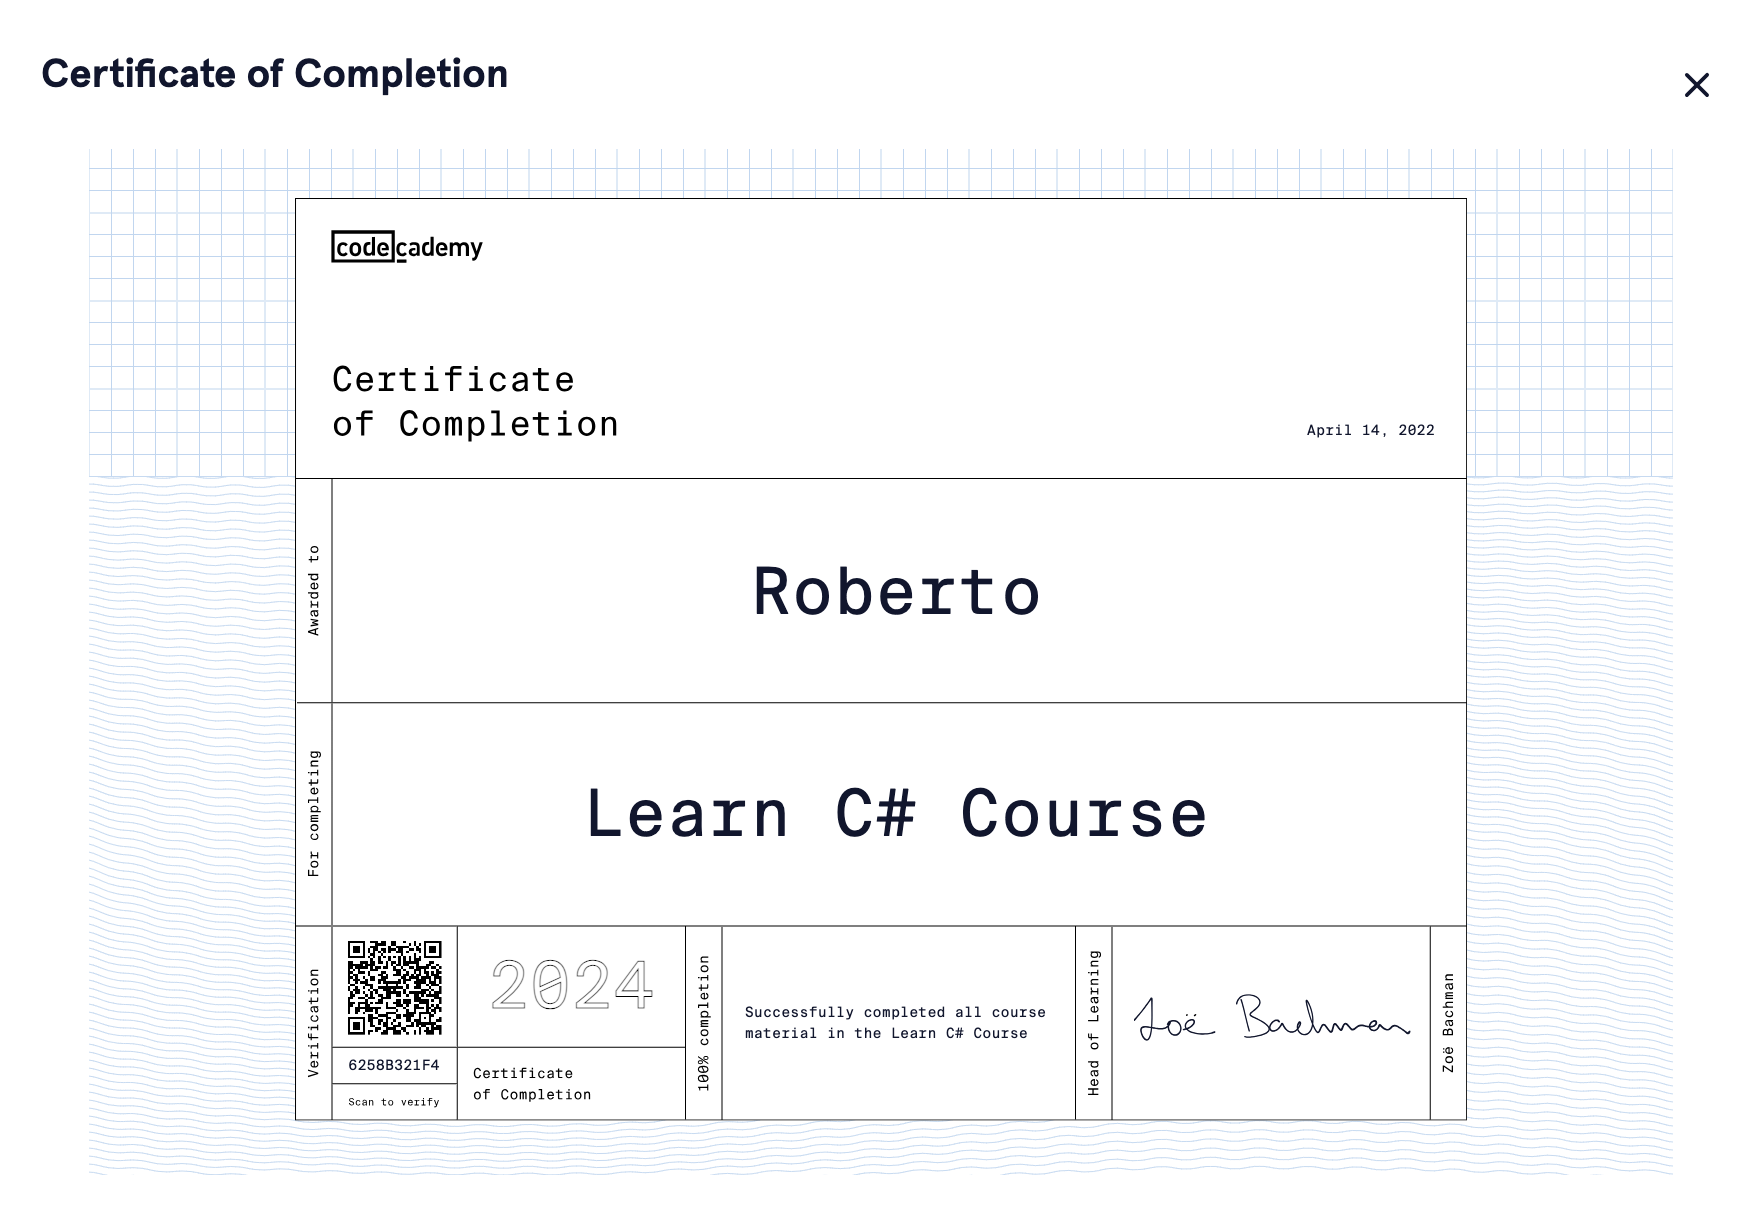 Certificate of Completion
codecademy
Certificate
of Completion
April 14, 2022
Awarded to
Roberto
For completing
Learn C# Course
Verification
6258B321F4
Scan to verify
2024
Certificate
of Completion
100% completion
Successfully completed all course
material in the Learn C# Course
Head of Learning
Zoë Bachman
Zoë Bachman